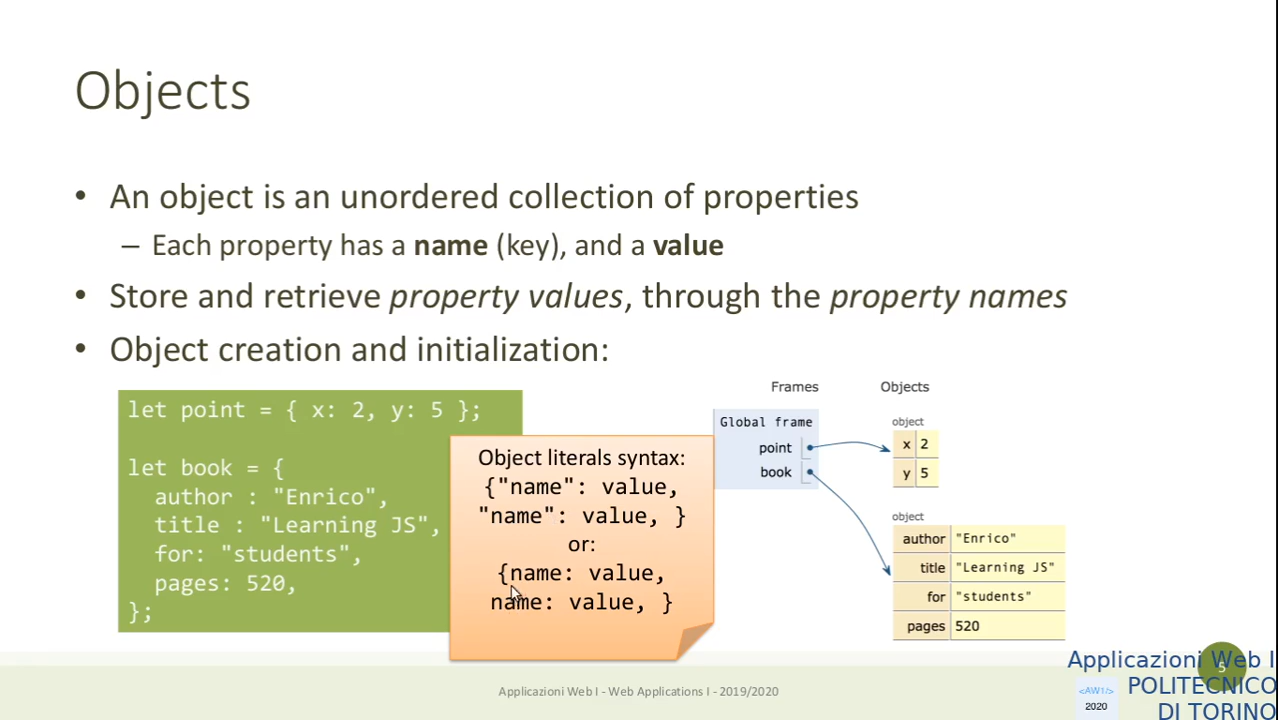 Objects
• An object is an unordered collection of properties
– Each property has a name (key), and a value
• Store and retrieve property values, through the property names
• Object creation and initialization:
let point = { x: 2, y: 5 };
let book = {
author : "Enrico",
title : "Learning JS",
for: "students",
pages: 520,
};
Object literals syntax:
{"name": value,
"name": value, }
or:
{name: value,
name: value, }
Frames
Objects
Global frame
point
book
object
x 2
y 5
object
author "Enrico"
title "Learning JS"
for "students"
pages 520
Applicazioni Web I - Web Applications I - 2019/2020
5
Applicazioni Web I
POLITECNICO
DI TORINO
<AW1/>
2020